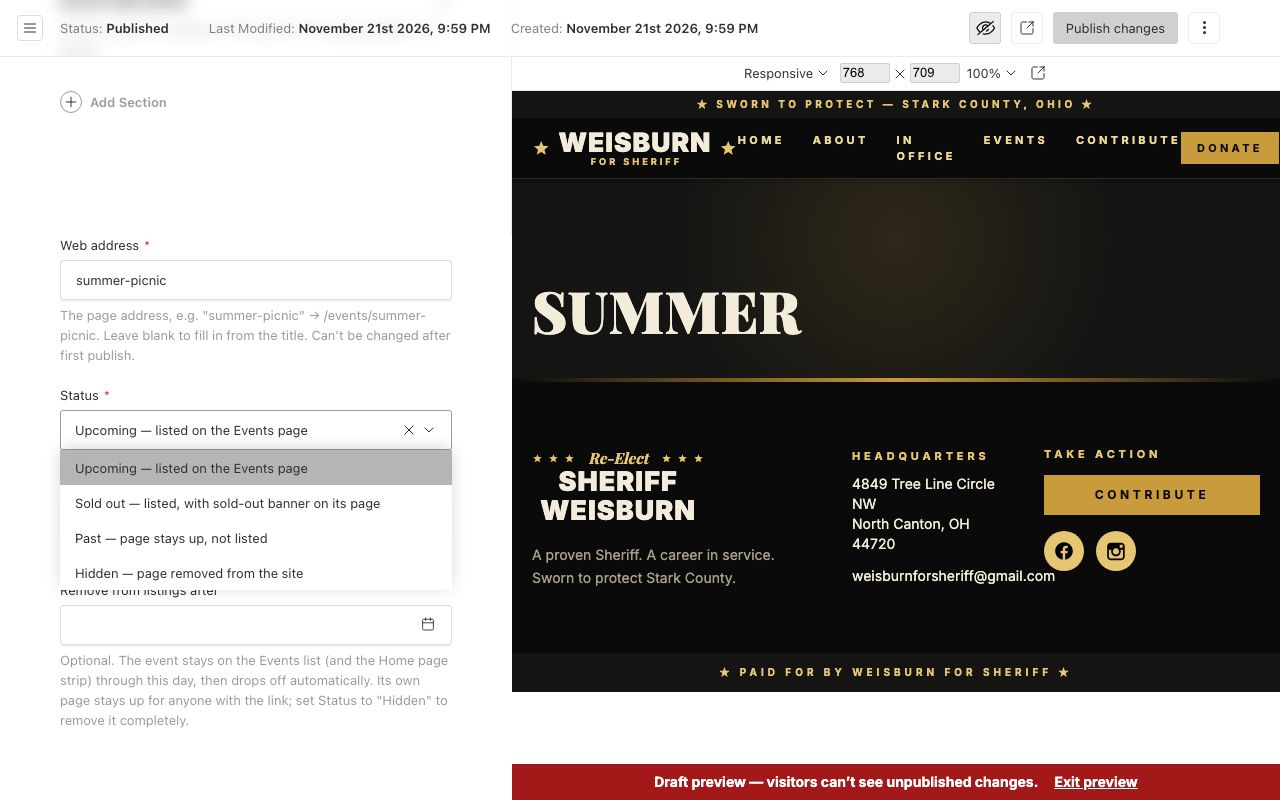 Status: Published Last Modified: November 21st 2026, 9:59 PM Created: November 21st 2026, 9:59 PM
Publish changes
Add Section
Web address *
summer-picnic
The page address, e.g. "summer-picnic" → /events/summer-
picnic. Leave blank to fill in from the title. Can’t be changed after
first publish.
Status *
Upcoming — listed on the Events page
Upcoming — listed on the Events page
Sold out — listed, with sold-out banner on its page
Past — page stays up, not listed
Hidden — page removed from the site
Remove from listings after
Optional. The event stays on the Events list (and the Home page
strip) through this day, then drops off automatically. Its own
page stays up for anyone with the link; set Status to "Hidden" to
remove it completely.
Responsive 768 × 709 100%
★ SWORN TO PROTECT — STARK COUNTY, OHIO ★
★ WEISBURN ★
FOR SHERIFF
HOME ABOUT IN OFFICE EVENTS CONTRIBUTE DONATE
SUMMER
★ ★ ★ Re-Elect ★ ★ ★
SHERIFF
WEISBURN
A proven Sheriff. A career in service.
Sworn to protect Stark County.
HEADQUARTERS
4849 Tree Line Circle
NW
North Canton, OH
44720
weisburnforsheriff@gmail.com
TAKE ACTION
CONTRIBUTE
★ PAID FOR BY WEISBURN FOR SHERIFF ★
Draft preview — visitors can’t see unpublished changes. Exit preview